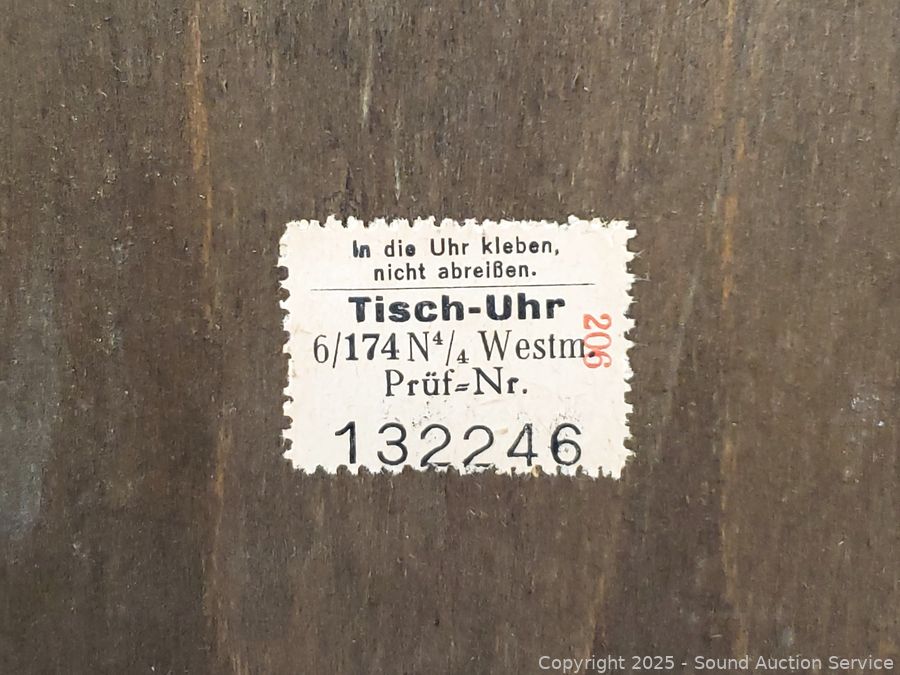 In die Uhr kleben,
nicht abreißen.
Tisch-Uhr
6/174 N⁴/₄ Westm.
206
Prüf=Nr.
132246
Copyright 2025 - Sound Auction Service